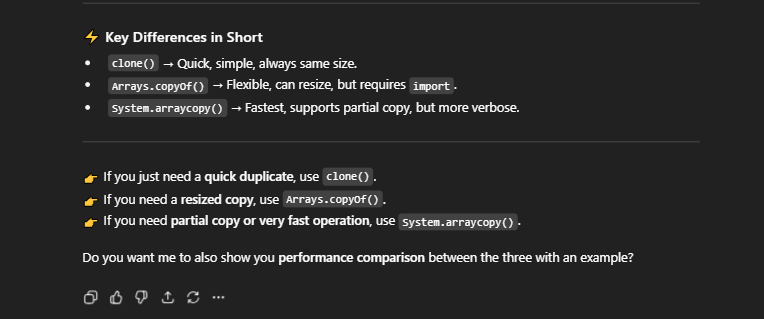 ⚡ Key Differences in Short
• clone() → Quick, simple, always same size.
• Arrays.copyOf() → Flexible, can resize, but requires import.
• System.arraycopy() → Fastest, supports partial copy, but more verbose.
👉 If you just need a quick duplicate, use clone().
👉 If you need a resized copy, use Arrays.copyOf().
👉 If you need partial copy or very fast operation, use System.arraycopy().
Do you want me to also show you performance comparison between the three with an example?